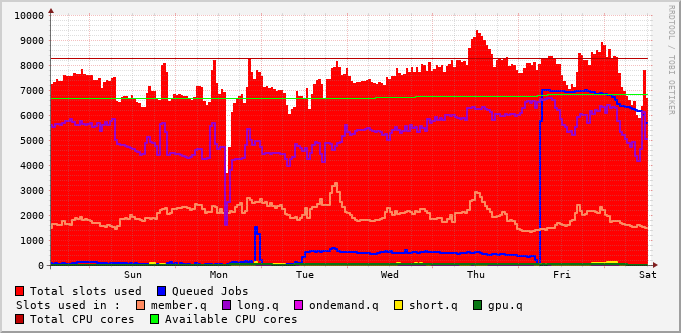 10000
9000
8000
7000
6000
5000
4000
3000
2000
1000
0
Sun Mon Tue Wed Thu Fri Sat
RRDTOOL / TOBI OETIKER
Total slots used Queued Jobs
Slots used in : member.q long.q ondemand.q short.q gpu.q
Total CPU cores Available CPU cores